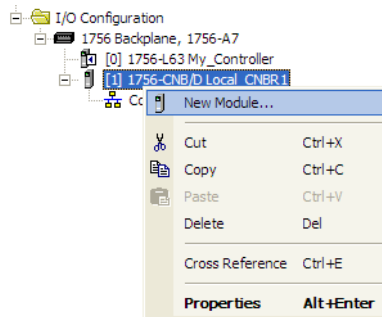 I/O Configuration
1756 Backplane, 1756-A7
[0] 1756-L63 My_Controller
[1] 1756-CNB/D Local_CNBR1
New Module...
Cut Ctrl+X
Copy Ctrl+C
Paste Ctrl+V
Delete Del
Cross Reference Ctrl+E
Properties Alt+Enter